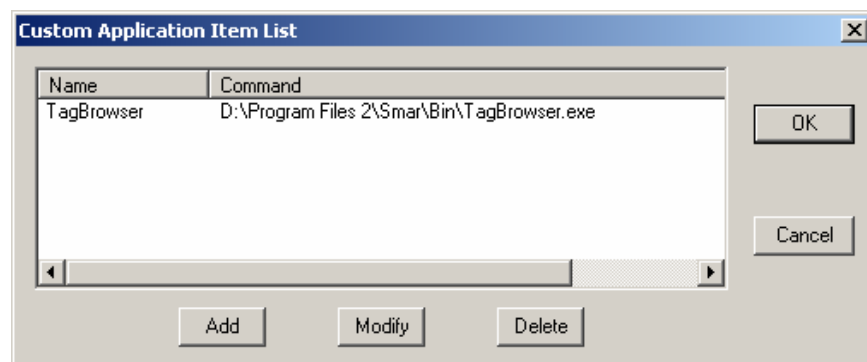 Custom Application Item List
Name Command
TagBrowser D:\Program Files 2\Smar\Bin\TagBrowser.exe
OK
Cancel
Add Modify Delete